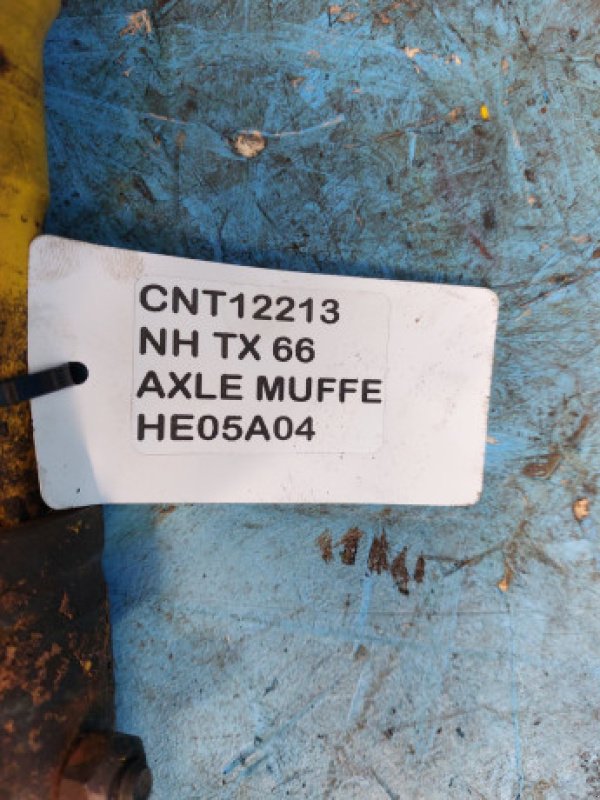 CNT12213
NH TX 66
AXLE MUFFE
HE05A04